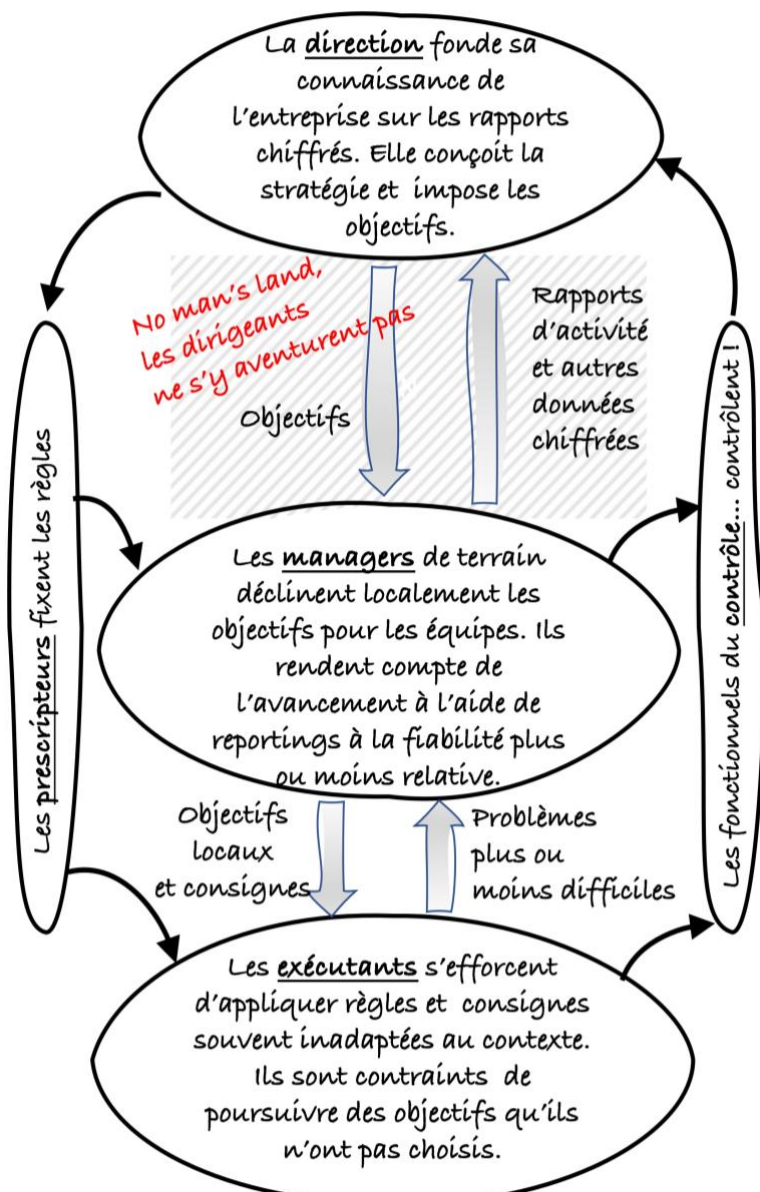 La direction fonde sa
connaissance de
l'entreprise sur les rapports
chiffrés. Elle conçoit la
stratégie et impose les
objectifs.
No man's land,
les dirigeants
ne s'y aventurent pas
Objectifs
Rapports
d'activité
et autres
données
chiffrées
Les prescripteurs fixent les règles
Les fonctionnels du contrôle... contrôlent !
Les managers de terrain
déclinent localement les
objectifs pour les équipes. Ils
rendent compte de
l'avancement à l'aide de
reportings à la fiabilité plus
ou moins relative.
Objectifs
locaux
et consignes
Problèmes
plus ou
moins difficiles
Les exécutants s'efforcent
d'appliquer règles et consignes
souvent inadaptées au contexte.
Ils sont contraints de
poursuivre des objectifs qu'ils
n'ont pas choisis.